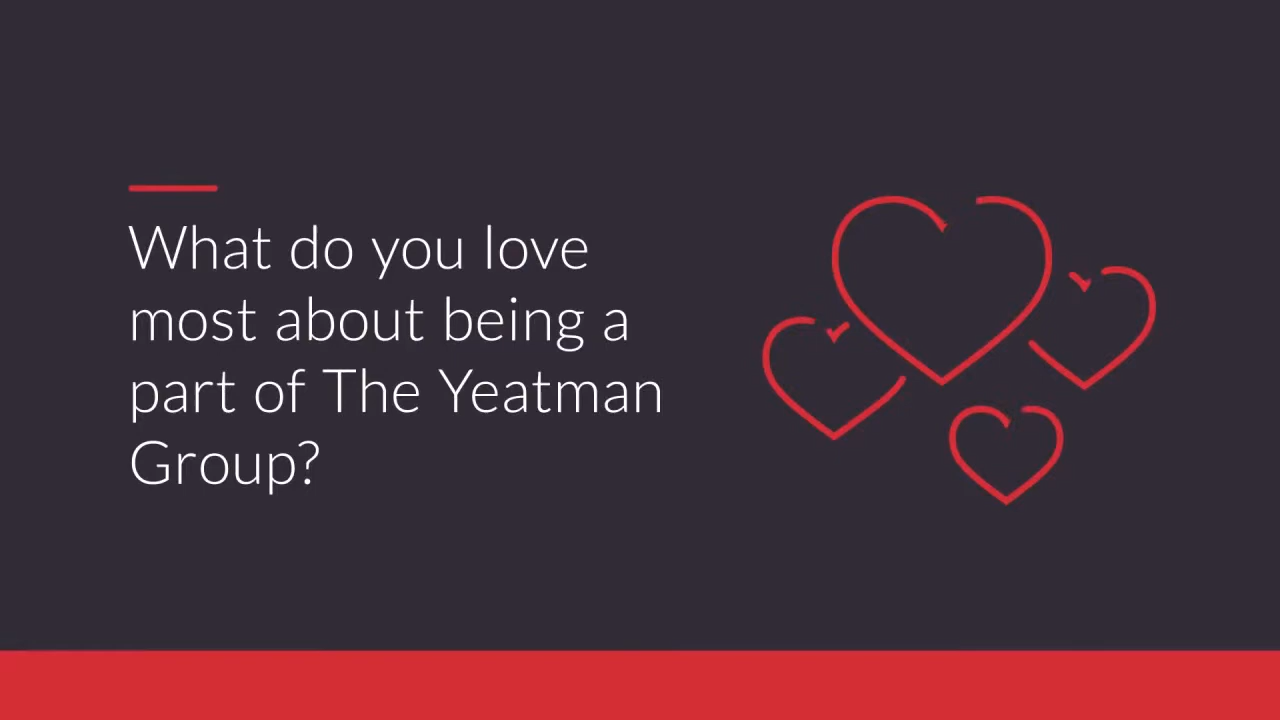 What do you love
most about being a
part of The Yeatman
Group?